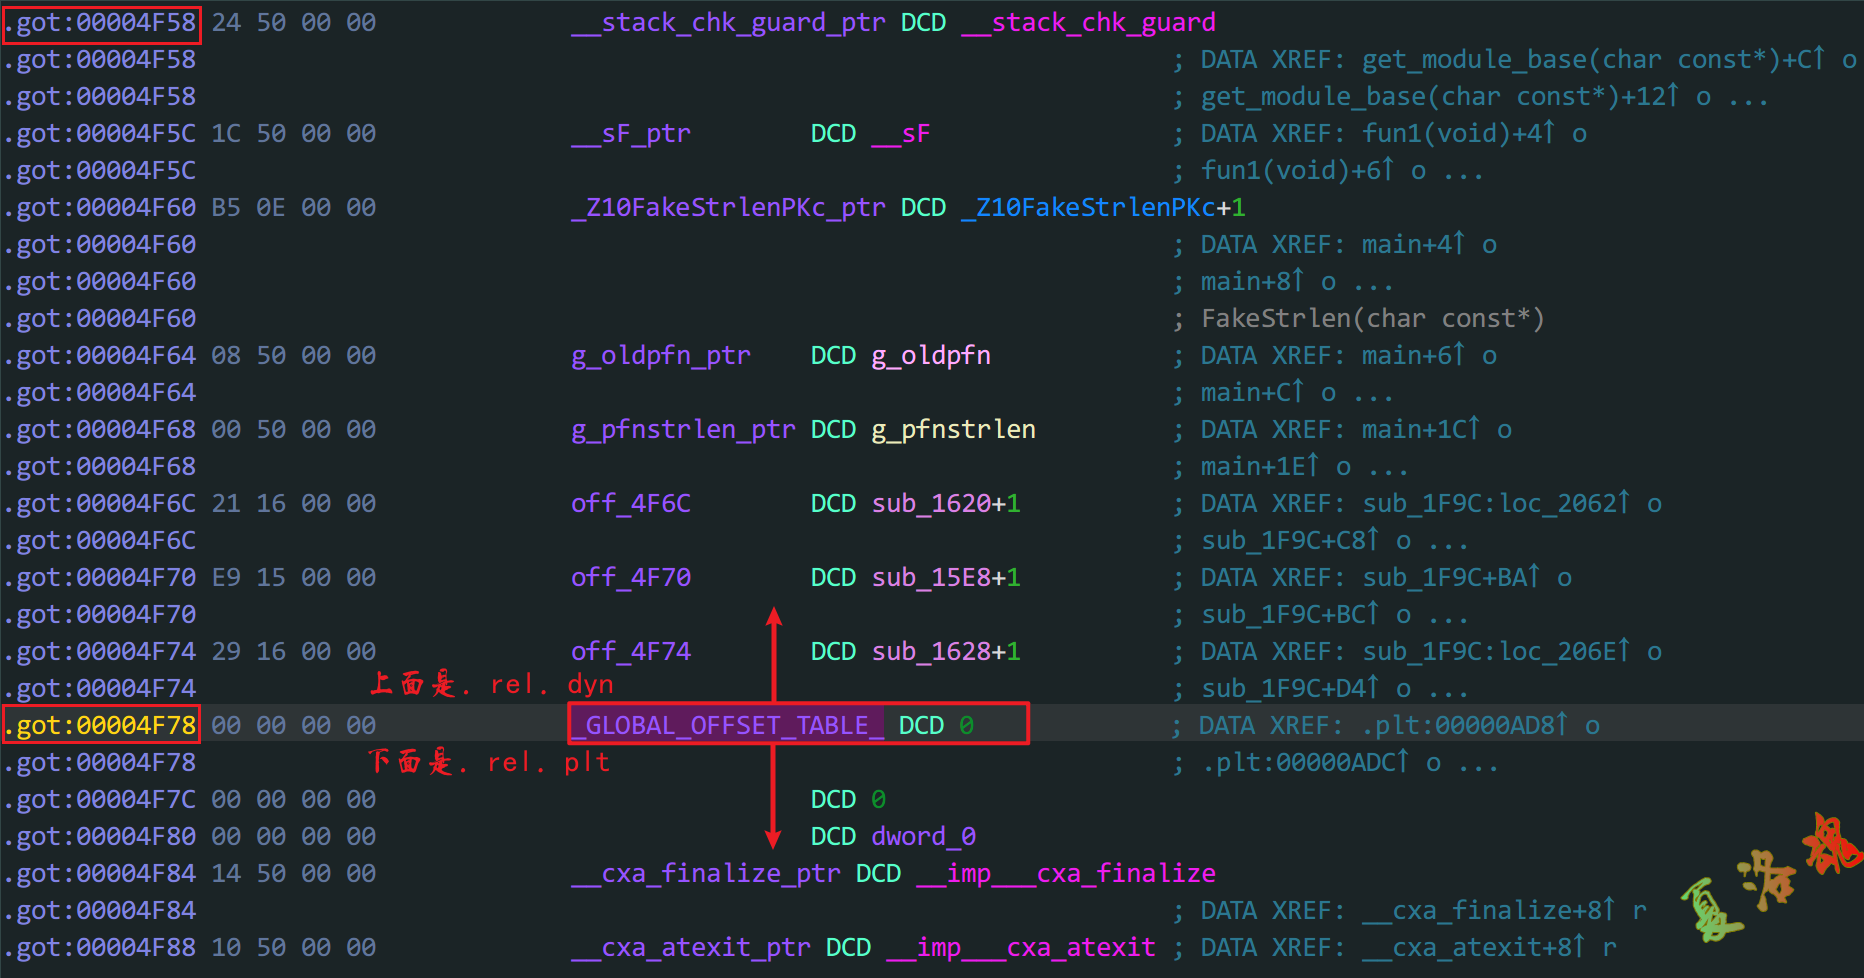 .got:00004F58 24 50 00 00 __stack_chk_guard_ptr DCD __stack_chk_guard
.got:00004F58 ; DATA XREF: get_module_base(char const*)+C↑ o
.got:00004F58 ; get_module_base(char const*)+12↑ o ...
.got:00004F5C 1C 50 00 00 __sF_ptr DCD __sF ; DATA XREF: fun1(void)+4↑ o
.got:00004F5C ; fun1(void)+6↑ o ...
.got:00004F60 B5 0E 00 00 _Z10FakeStrlenPKc_ptr DCD _Z10FakeStrlenPKc+1
.got:00004F60 ; DATA XREF: main+4↑ o
.got:00004F60 ; main+8↑ o ...
.got:00004F60 ; FakeStrlen(char const*)
.got:00004F64 08 50 00 00 g_oldpfn_ptr DCD g_oldpfn ; DATA XREF: main+6↑ o
.got:00004F64 ; main+C↑ o ...
.got:00004F68 00 50 00 00 g_pfnstrlen_ptr DCD g_pfnstrlen ; DATA XREF: main+1C↑ o
.got:00004F68 ; main+1E↑ o ...
.got:00004F6C 21 16 00 00 off_4F6C DCD sub_1620+1 ; DATA XREF: sub_1F9C:loc_2062↑ o
.got:00004F6C ; sub_1F9C+C8↑ o ...
.got:00004F70 E9 15 00 00 off_4F70 DCD sub_15E8+1 ; DATA XREF: sub_1F9C+BA↑ o
.got:00004F70 ; sub_1F9C+BC↑ o ...
.got:00004F74 29 16 00 00 off_4F74 DCD sub_1628+1 ; DATA XREF: sub_1F9C:loc_206E↑ o
.got:00004F74 上面是. rel. dyn ; sub_1F9C+D4↑ o ...
.got:00004F78 00 00 00 00 _GLOBAL_OFFSET_TABLE_ DCD 0 ; DATA XREF: .plt:00000AD8↑ o
.got:00004F78 下面是. rel. plt ; .plt:00000ADC↑ o ...
.got:00004F7C 00 00 00 00 DCD 0
.got:00004F80 00 00 00 00 DCD dword_0
.got:00004F84 14 50 00 00 __cxa_finalize_ptr DCD __imp___cxa_finalize
.got:00004F84 ; DATA XREF: __cxa_finalize+8↑ r
.got:00004F88 10 50 00 00 __cxa_atexit_ptr DCD __imp___cxa_atexit ; DATA XREF: __cxa_atexit+8↑ r